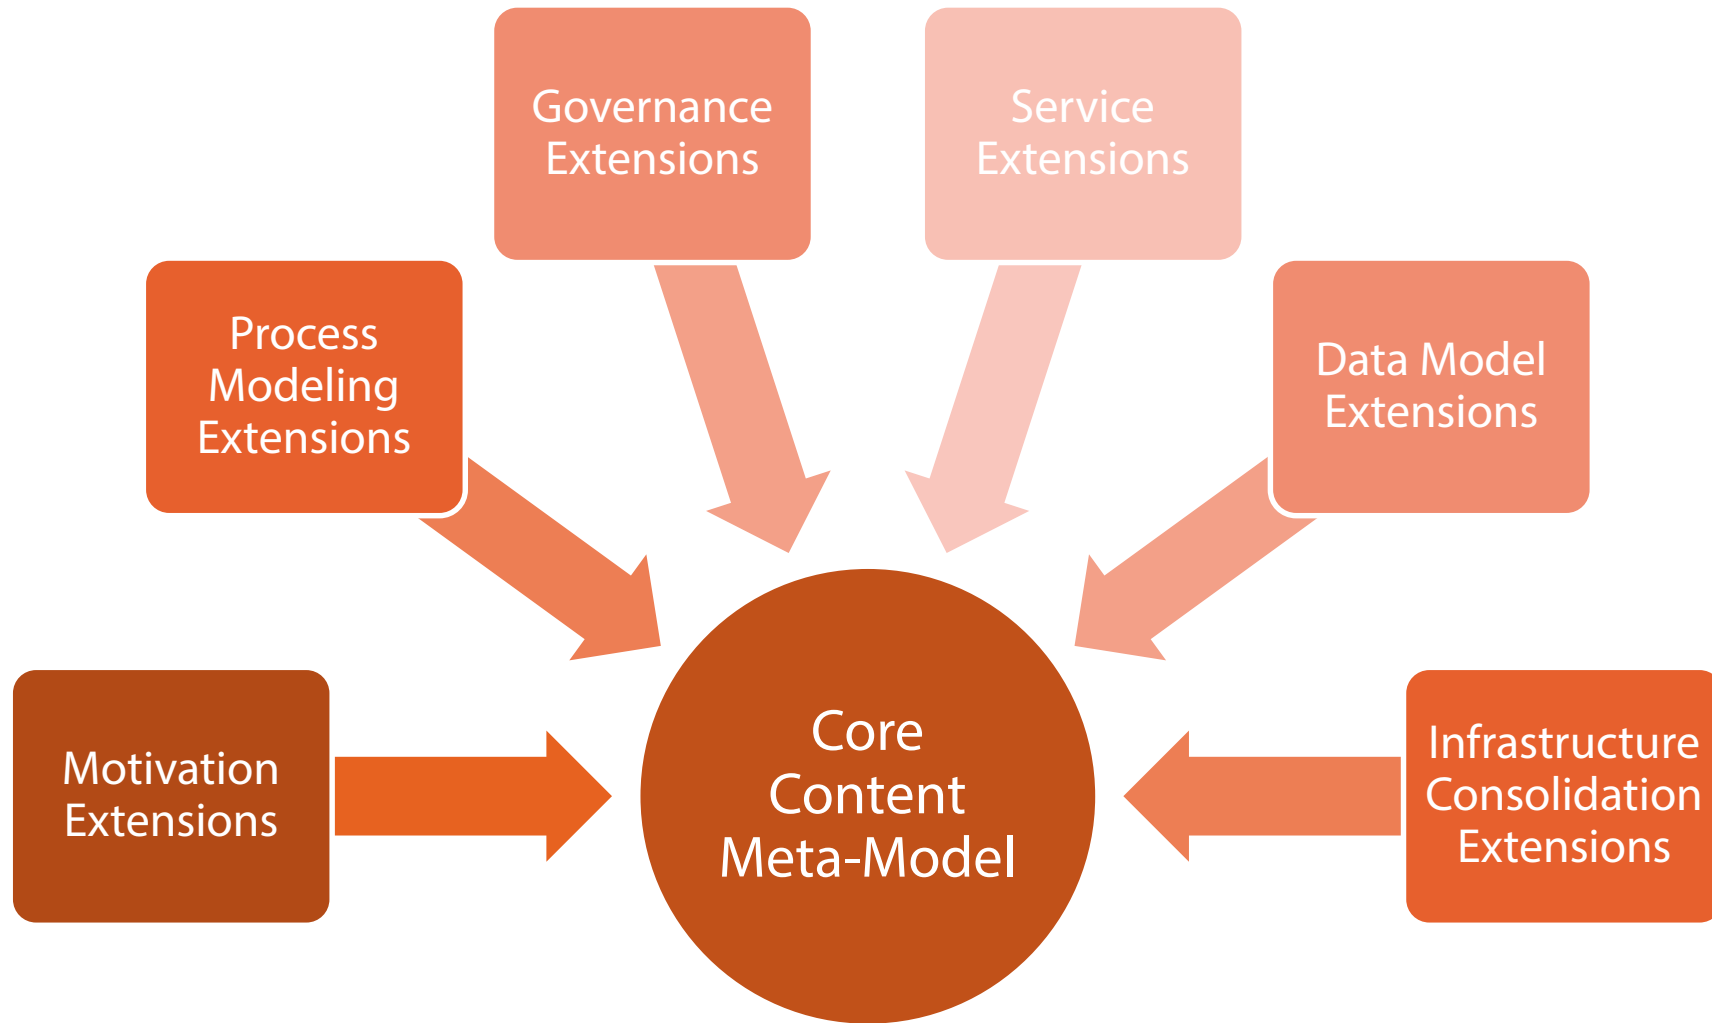 Governance
Extensions
Service
Extensions
Process
Modeling
Extensions
Data Model
Extensions
Motivation
Extensions
Core
Content
Meta-Model
Infrastructure
Consolidation
Extensions